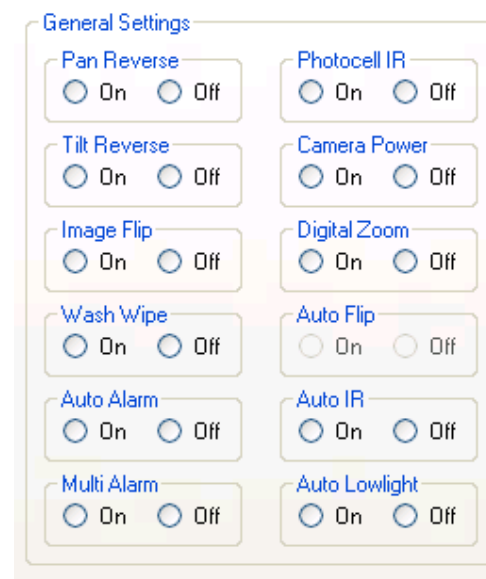 General Settings
Pan Reverse
On Off
Photocell IR
On Off
Tilt Reverse
On Off
Camera Power
On Off
Image Flip
On Off
Digital Zoom
On Off
Wash Wipe
On Off
Auto Flip
On Off
Auto Alarm
On Off
Auto IR
On Off
Multi Alarm
On Off
Auto Lowlight
On Off